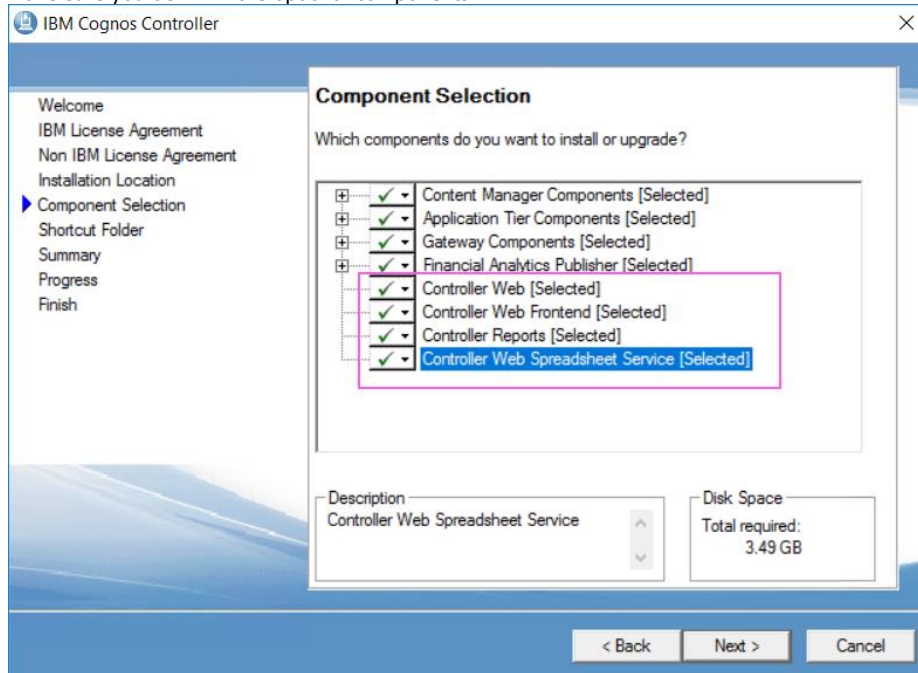 IBM Cognos Controller
Welcome
IBM License Agreement
Non IBM License Agreement
Installation Location
Component Selection
Shortcut Folder
Summary
Progress
Finish
Component Selection
Which components do you want to install or upgrade?
Content Manager Components [Selected]
Application Tier Components [Selected]
Gateway Components [Selected]
Financial Analytics Publisher [Selected]
Controller Web [Selected]
Controller Web Frontend [Selected]
Controller Reports [Selected]
Controller Web Spreadsheet Service [Selected]
Description
Controller Web Spreadsheet Service
Disk Space
Total required:
3.49 GB
< Back
Next >
Cancel